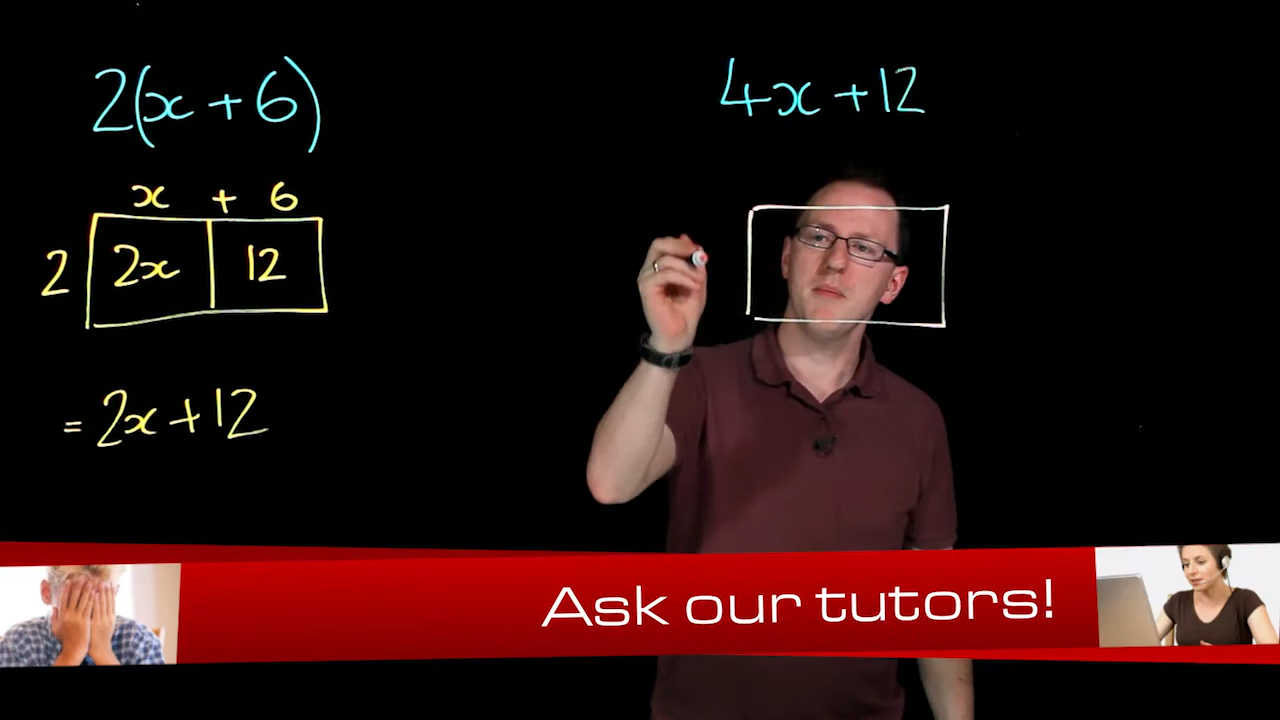 2(x + 6)
x + 6
2 2x 12
= 2x + 12
4x + 12
Ask our tutors!